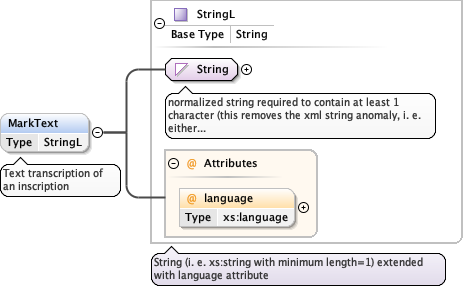 StringL
Base Type String
String
normalized string required to contain at least 1
character (this removes the xml string anomaly, i. e.
either...
MarkText
Type StringL
Text transcription of
an inscription
@ Attributes
@ language
Type xs:language
String (i. e. xs:string with minimum length=1) extended
with language attribute